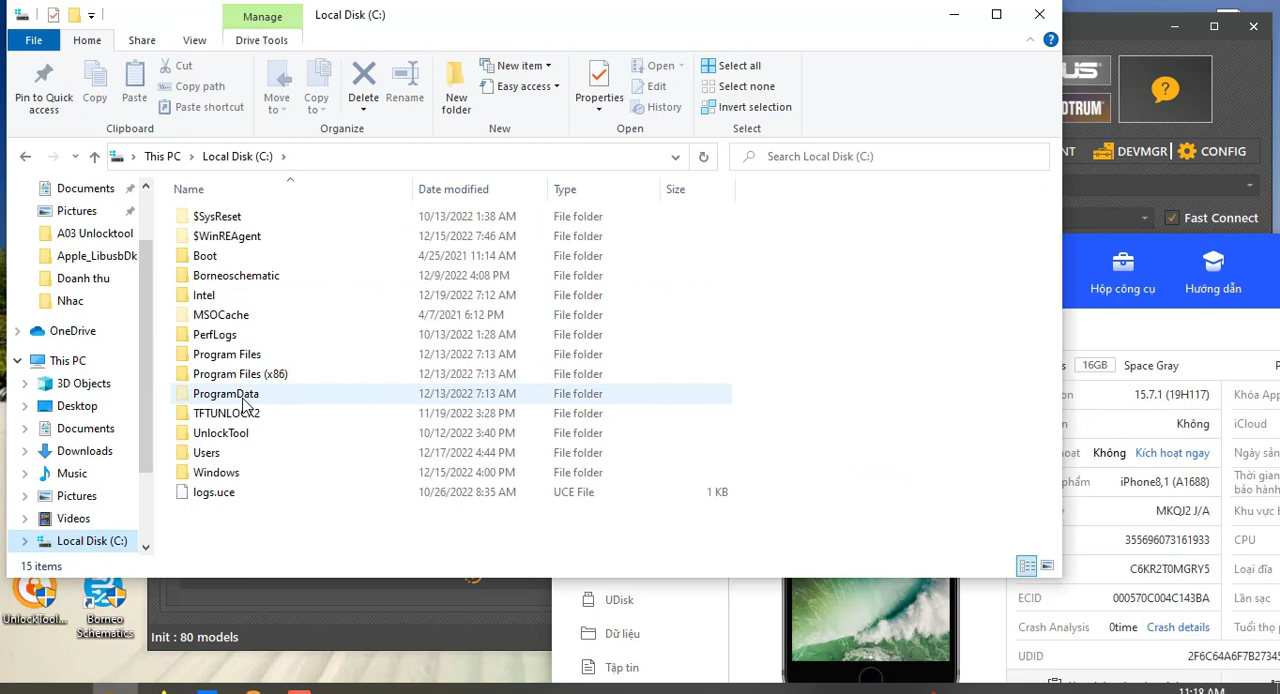 Manage
Local Disk (C:)
File
Home
Share
View
Drive Tools
Pin to Quick access
Copy
Paste
Cut
Copy path
Paste shortcut
Clipboard
Move to
Copy to
Delete
Rename
Organize
New folder
New item
Easy access
New
Properties
Open
Edit
History
Open
Select all
Select none
Invert selection
Select
This PC
Local Disk (C:)
Search Local Disk (C:)
Name
Date modified
Type
Size
$SysReset 10/13/2022 1:38 AM File folder
$WinREAgent 12/15/2022 7:46 AM File folder
Boot 4/25/2021 11:14 AM File folder
Borneoschematic 12/9/2022 4:08 PM File folder
Intel 12/19/2022 7:12 AM File folder
MSOCache 4/7/2021 6:12 PM File folder
PerfLogs 10/13/2022 1:28 AM File folder
Program Files 12/13/2022 7:13 AM File folder
Program Files (x86) 12/13/2022 7:13 AM File folder
ProgramData 12/13/2022 7:13 AM File folder
TFTUNLOCK2 11/19/2022 3:28 PM File folder
UnlockTool 10/12/2022 3:40 PM File folder
Users 12/17/2022 4:44 PM File folder
Windows 12/15/2022 4:00 PM File folder
logs.uce 10/26/2022 8:35 AM UCE File 1 KB
Documents
Pictures
A03 Unlocktool
Apple_LibusbDk
Doanh thu
Nhac
OneDrive
This PC
3D Objects
Desktop
Documents
Downloads
Music
Pictures
Videos
Local Disk (C:)
15 items
US
DTRUM
NT
DEVMGR
CONFIG
Fast Connect
Hộp công cụ
Hướng dẫn
16GB
Space Gray
15.7.1 (19H117)
Khóa App
Không
iCloud
Không
Kích hoạt ngay
Ngày sản
iPhone8,1 (A1688)
Thời gian
bảo hành
MKQJ2 J/A
Khu vực b
355696073161933
CPU
C6KR2T0MGRY5
Loại đĩa
ECID
000570C004C143BA
Lần sạc
Crash Analysis
0time
Crash details
Tuổi thọ p
UDID
2F6C64A6F7B27345
UnlockTool...
Borneo Schematics
Init : 80 models
UDisk
Dữ liệu
Tập tin
11:18 AM